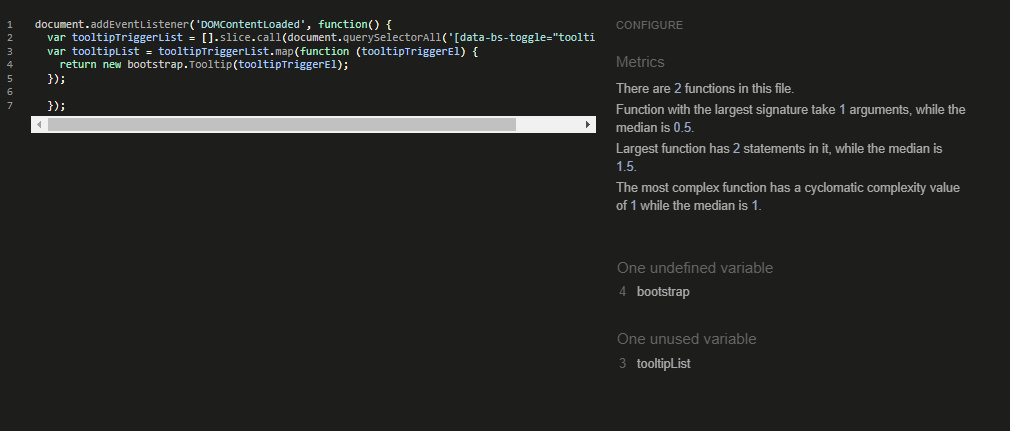 1 document.addEventListener('DOMContentLoaded', function() {
2 var tooltipTriggerList = [].slice.call(document.querySelectorAll('[data-bs-toggle="toolti
3 var tooltipList = tooltipTriggerList.map(function (tooltipTriggerEl) {
4 return new bootstrap.Tooltip(tooltipTriggerEl);
5 });
6
7 });
CONFIGURE
Metrics
There are 2 functions in this file.
Function with the largest signature take 1 arguments, while the
median is 0.5.
Largest function has 2 statements in it, while the median is
1.5.
The most complex function has a cyclomatic complexity value
of 1 while the median is 1.
One undefined variable
4 bootstrap
One unused variable
3 tooltipList